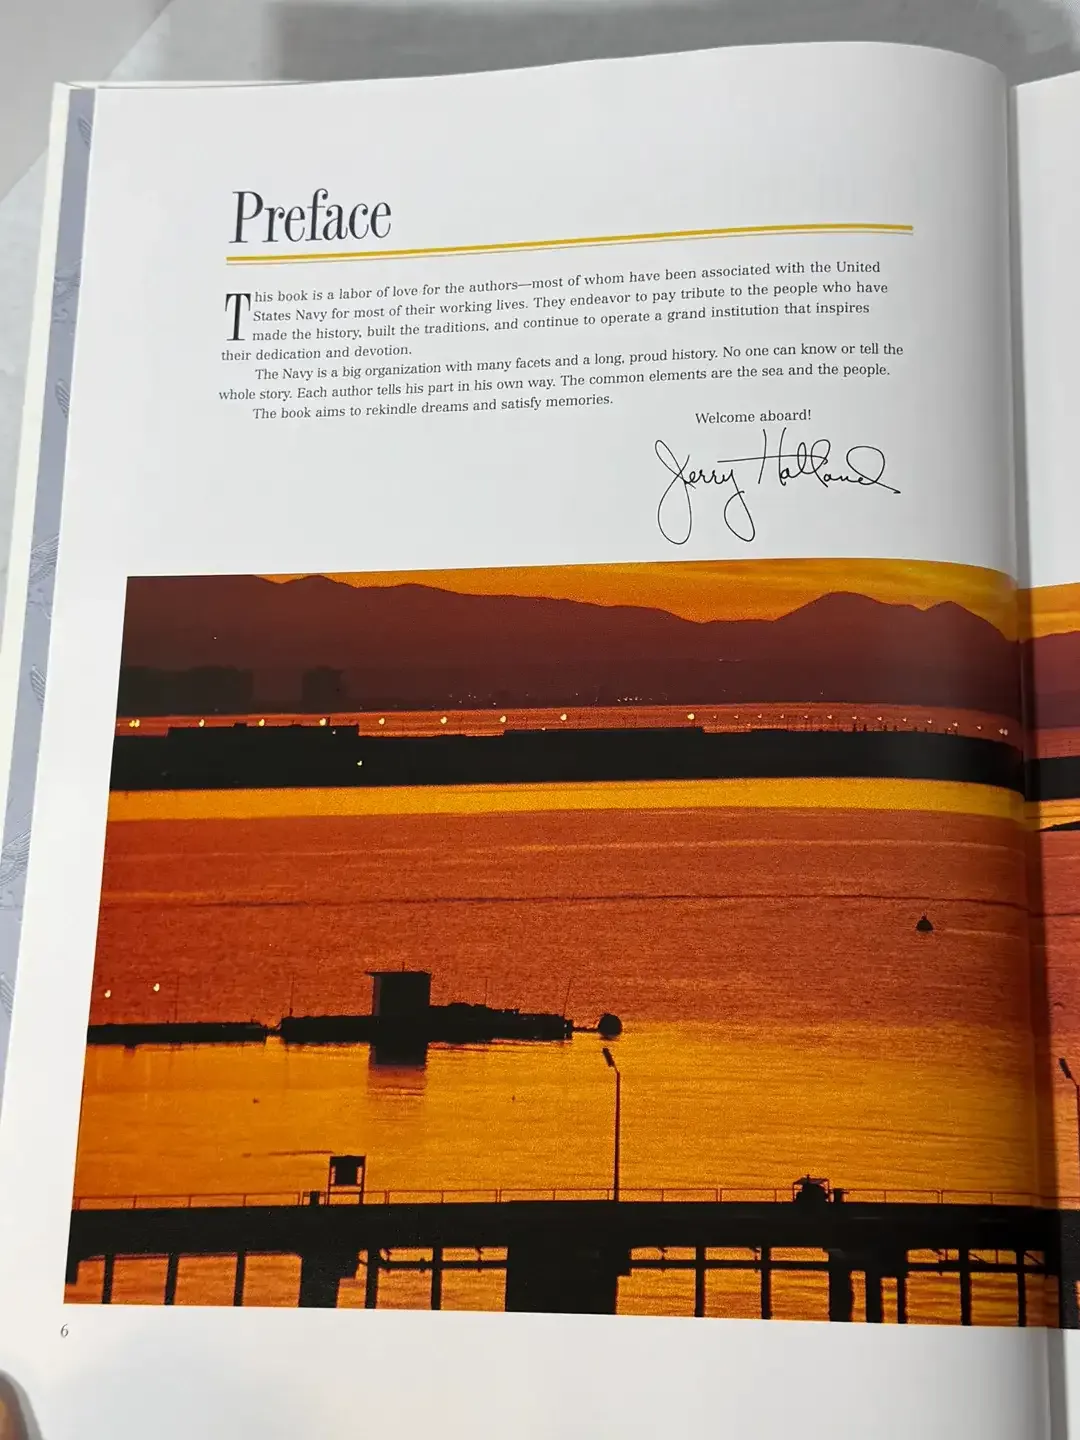 Preface
This book is a labor of love for the authors—most of whom have been associated with the United
States Navy for most of their working lives. They endeavor to pay tribute to the people who have
made the history, built the traditions, and continue to operate a grand institution that inspires
their dedication and devotion.
The Navy is a big organization with many facets and a long, proud history. No one can know or tell the
whole story. Each author tells his part in his own way. The common elements are the sea and the people.
The book aims to rekindle dreams and satisfy memories.
Welcome aboard!
Jerry Holland
6